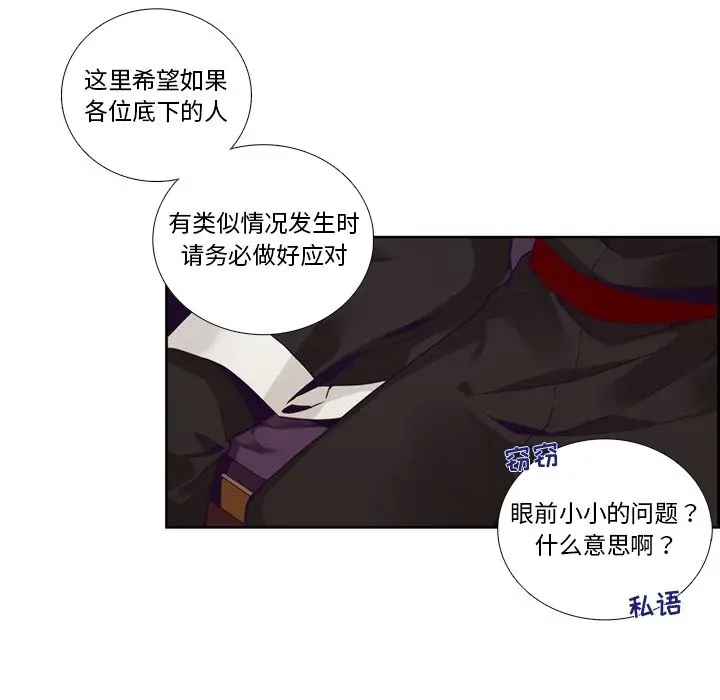 这里希望如果
各位底下的人
有类似情况发生时
请务必做好应对
窃窃
眼前小小的问题？
什么意思啊？
私语